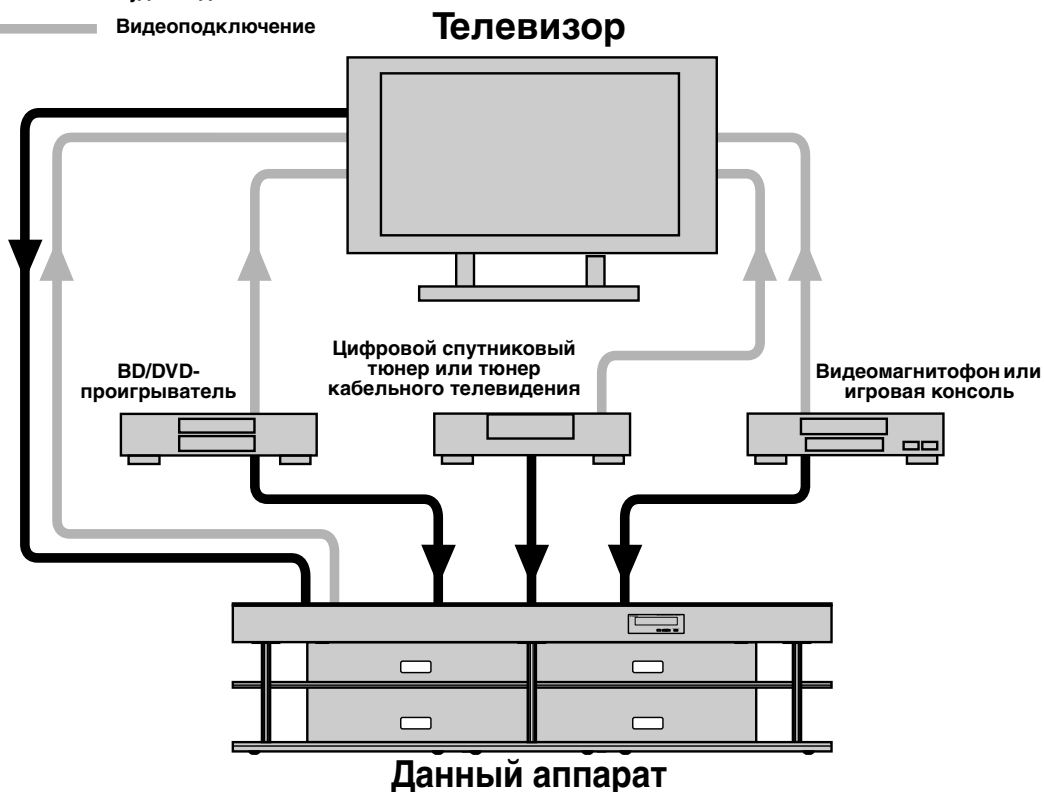 Видеоподключение
Телевизор
BD/DVD-
проигрыватель
Цифровой спутниковый
тюнер или тюнер
кабельного телевидения
Видеомагнитофон или
игровая консоль
Данный аппарат